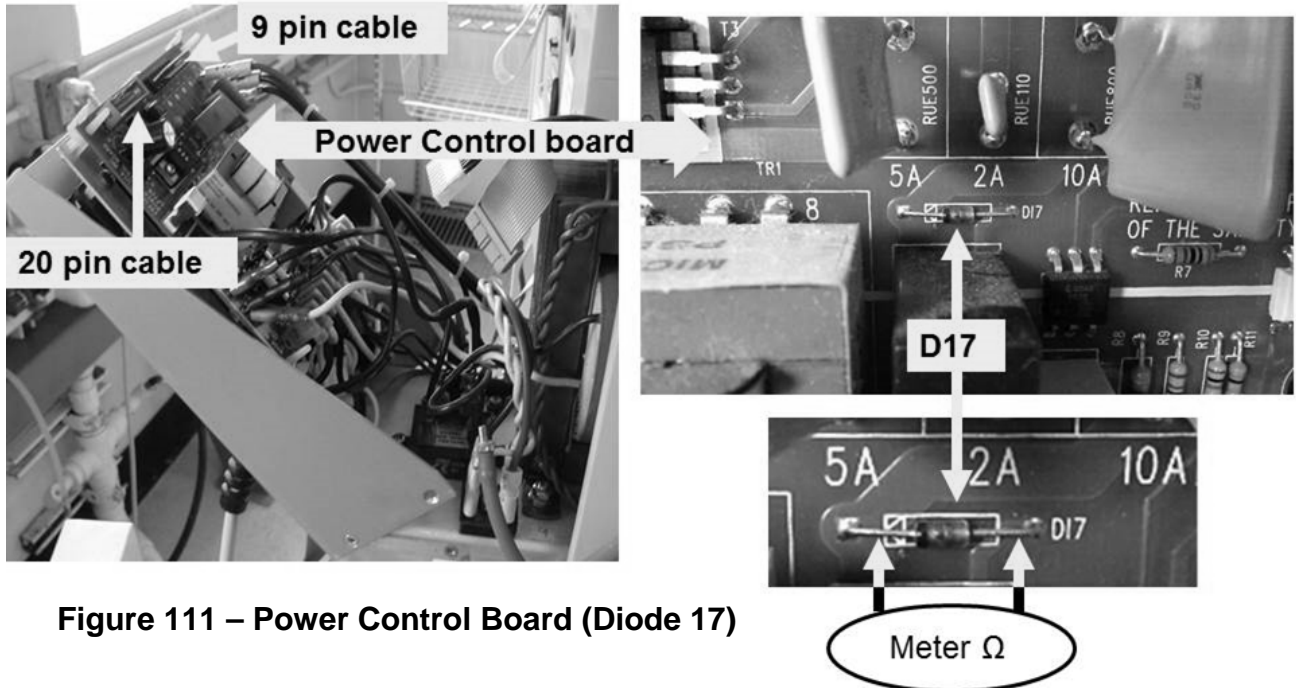 9 pin cable
Power Control board
20 pin cable
T3
RUE500
RUE110
TR1
5A 2A 10A
8
D17
OF THE
R7
D17
R8
R9
R10
R11
5A 2A 10A
D17
Meter Ω
Figure 111 – Power Control Board (Diode 17)